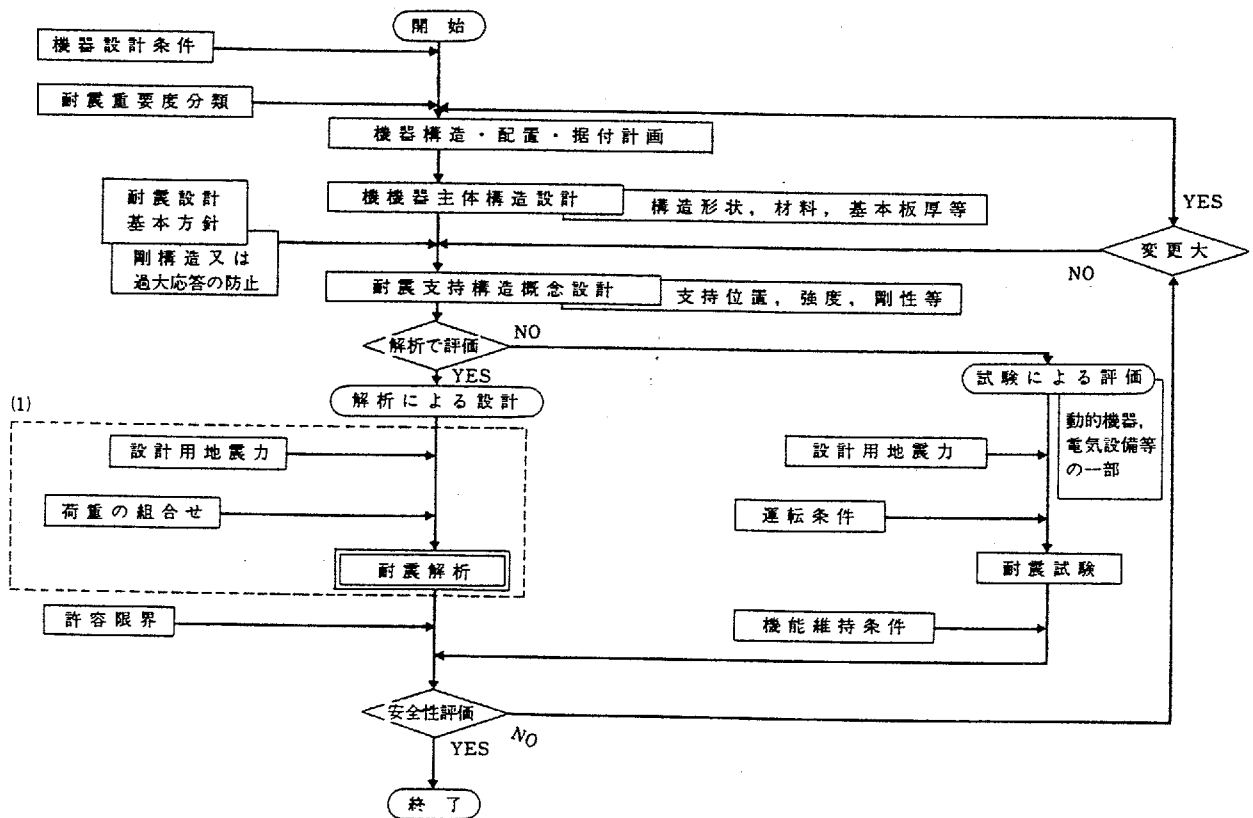 開始
機器設計条件
耐震重要度分類
機器構造・配置・据付計画
耐震設計
基本方針
剛構造又は
過大応答の防止
機機器主体構造設計
構造形状，材料，基本板厚等
YES
変更大
NO
耐震支持構造概念設計
支持位置，強度，剛性等
解析で評価
NO
YES
解析による設計
試験による評価
動的機器，
電気設備等
の一部
(1)
設計用地震力
荷重の組合せ
耐震解析
許容限界
設計用地震力
運転条件
耐震試験
機能維持条件
安全性評価
NO
YES
終了